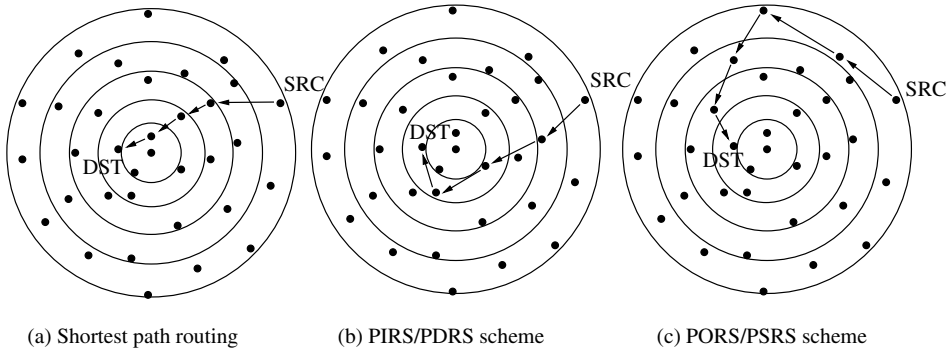 SRC
DST
SRC
DST
SRC
DST
(a) Shortest path routing
(b) PIRS/PDRS scheme
(c) PORS/PSRS scheme